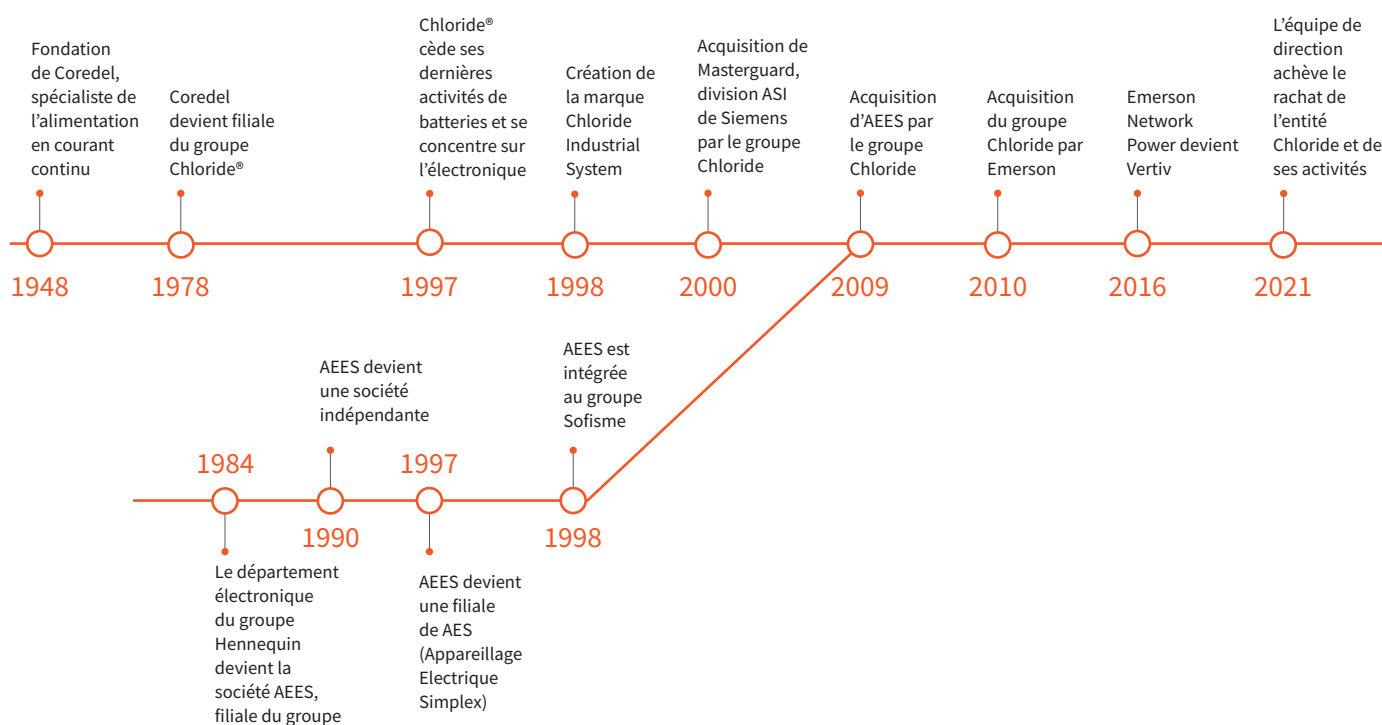 Fondation
de Coredel,
spécialiste de
l’alimentation
en courant
continu
1948
Coredel
devient filiale
du groupe
Chloride®
1978
Chloride®
cède ses
dernières
activités de
batteries et se
concentre sur
l’électronique
1997
Création de
la marque
Chloride
Industrial
System
1998
Acquisition de
Masterguard,
division ASI
de Siemens
par le groupe
Chloride
2000
Acquisition
d’AEES par
le groupe
Chloride
2009
Acquisition
du groupe
Chloride par
Emerson
2010
Emerson
Network
Power devient
Vertiv
2016
L’équipe de
direction
achève le
rachat de
l’entité
Chloride et de
ses activités
2021
1984
Le département
électronique
du groupe
Hennequin
devient la
société AEES,
filiale du groupe
AEES devient
une société
indépendante
1990
1997
AEES devient
une filiale
de AES
(Appareillage
Electrique
Simplex)
AEES est
intégrée
au groupe
Sofisme
1998